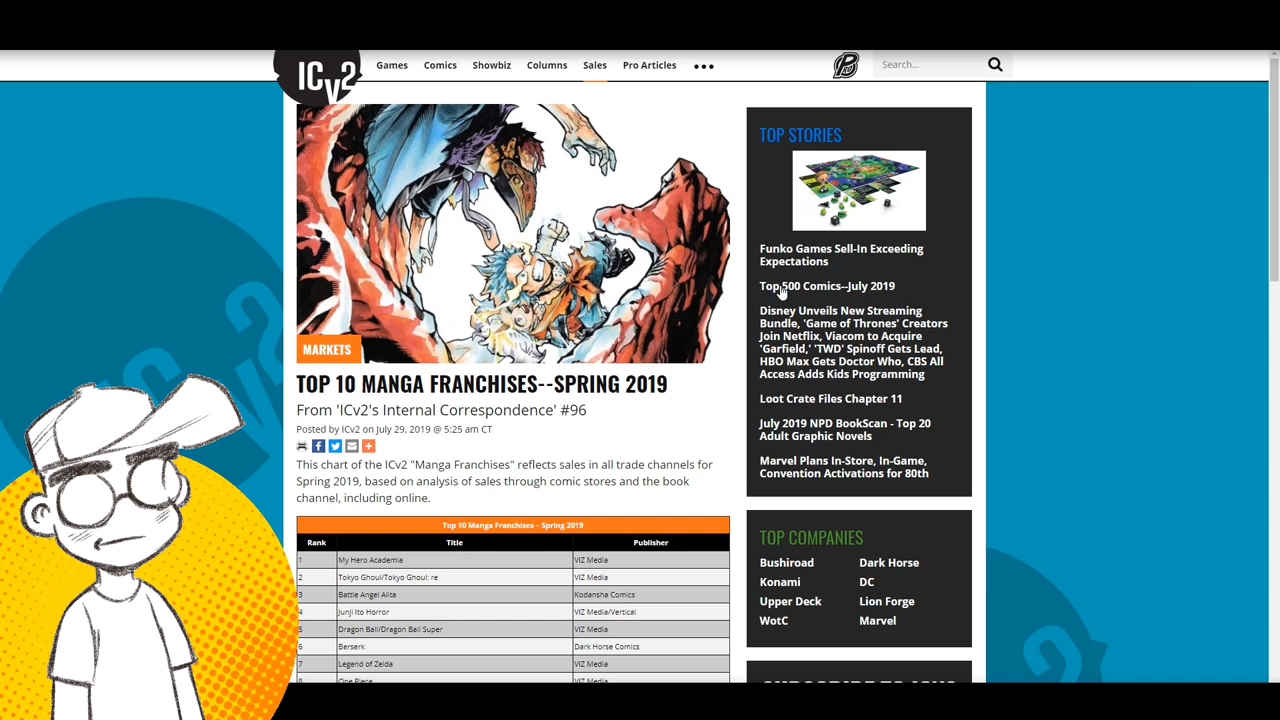 ICv2
Games Comics Showbiz Columns Sales Pro Articles •••
Search...
MARKETS
TOP 10 MANGA FRANCHISES--SPRING 2019
From 'ICv2's Internal Correspondence' #96
Posted by ICv2 on July 29, 2019 @ 5:25 am CT
This chart of the ICv2 "Manga Franchises" reflects sales in all trade channels for
Spring 2019, based on analysis of sales through comic stores and the book
channel, including online.
Top 10 Manga Franchises – Spring 2019
Rank Title Publisher
1 My Hero Academia VIZ Media
2 Tokyo Ghoul/Tokyo Ghoul: re VIZ Media
3 Battle Angel Alita Kodansha Comics
4 Junji Ito Horror VIZ Media/Vertical
5 Dragon Ball/Dragon Ball Super VIZ Media
6 Berserk Dark Horse Comics
7 Legend of Zelda VIZ Media
8 One Piece VIZ Media
TOP STORIES
Funko Games Sell-In Exceeding
Expectations
Top 500 Comics--July 2019
Disney Unveils New Streaming
Bundle, 'Game of Thrones' Creators
Join Netflix, Viacom to Acquire
'Garfield,' 'TWD' Spinoff Gets Lead,
HBO Max Gets Doctor Who, CBS All
Access Adds Kids Programming
Loot Crate Files Chapter 11
July 2019 NPD BookScan - Top 20
Adult Graphic Novels
Marvel Plans In-Store, In-Game,
Convention Activations for 80th
TOP COMPANIES
Bushiroad Dark Horse
Konami DC
Upper Deck Lion Forge
WotC Marvel
SUBSCRIBE TO ICV2